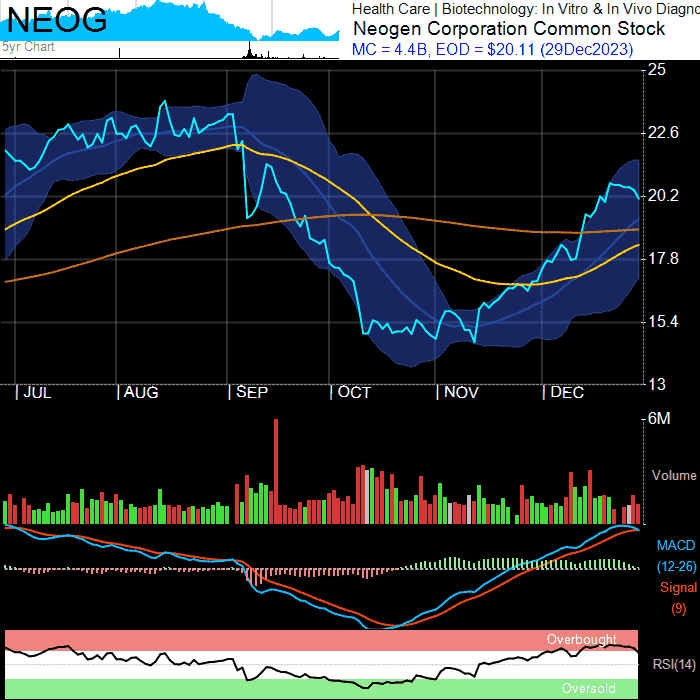 NEOG
5yr Chart
Health Care | Biotechnology: In Vitro & In Vivo Diagno
Neogen Corporation Common Stock
MC = 4.4B, EOD = $20.11 (29Dec2023)
25
22.6
20.2
17.8
15.4
13
JUL
AUG
SEP
OCT
NOV
DEC
6M
Volume
MACD
(12-26)
Signal
(9)
Overbought
RSI(14)
Oversold